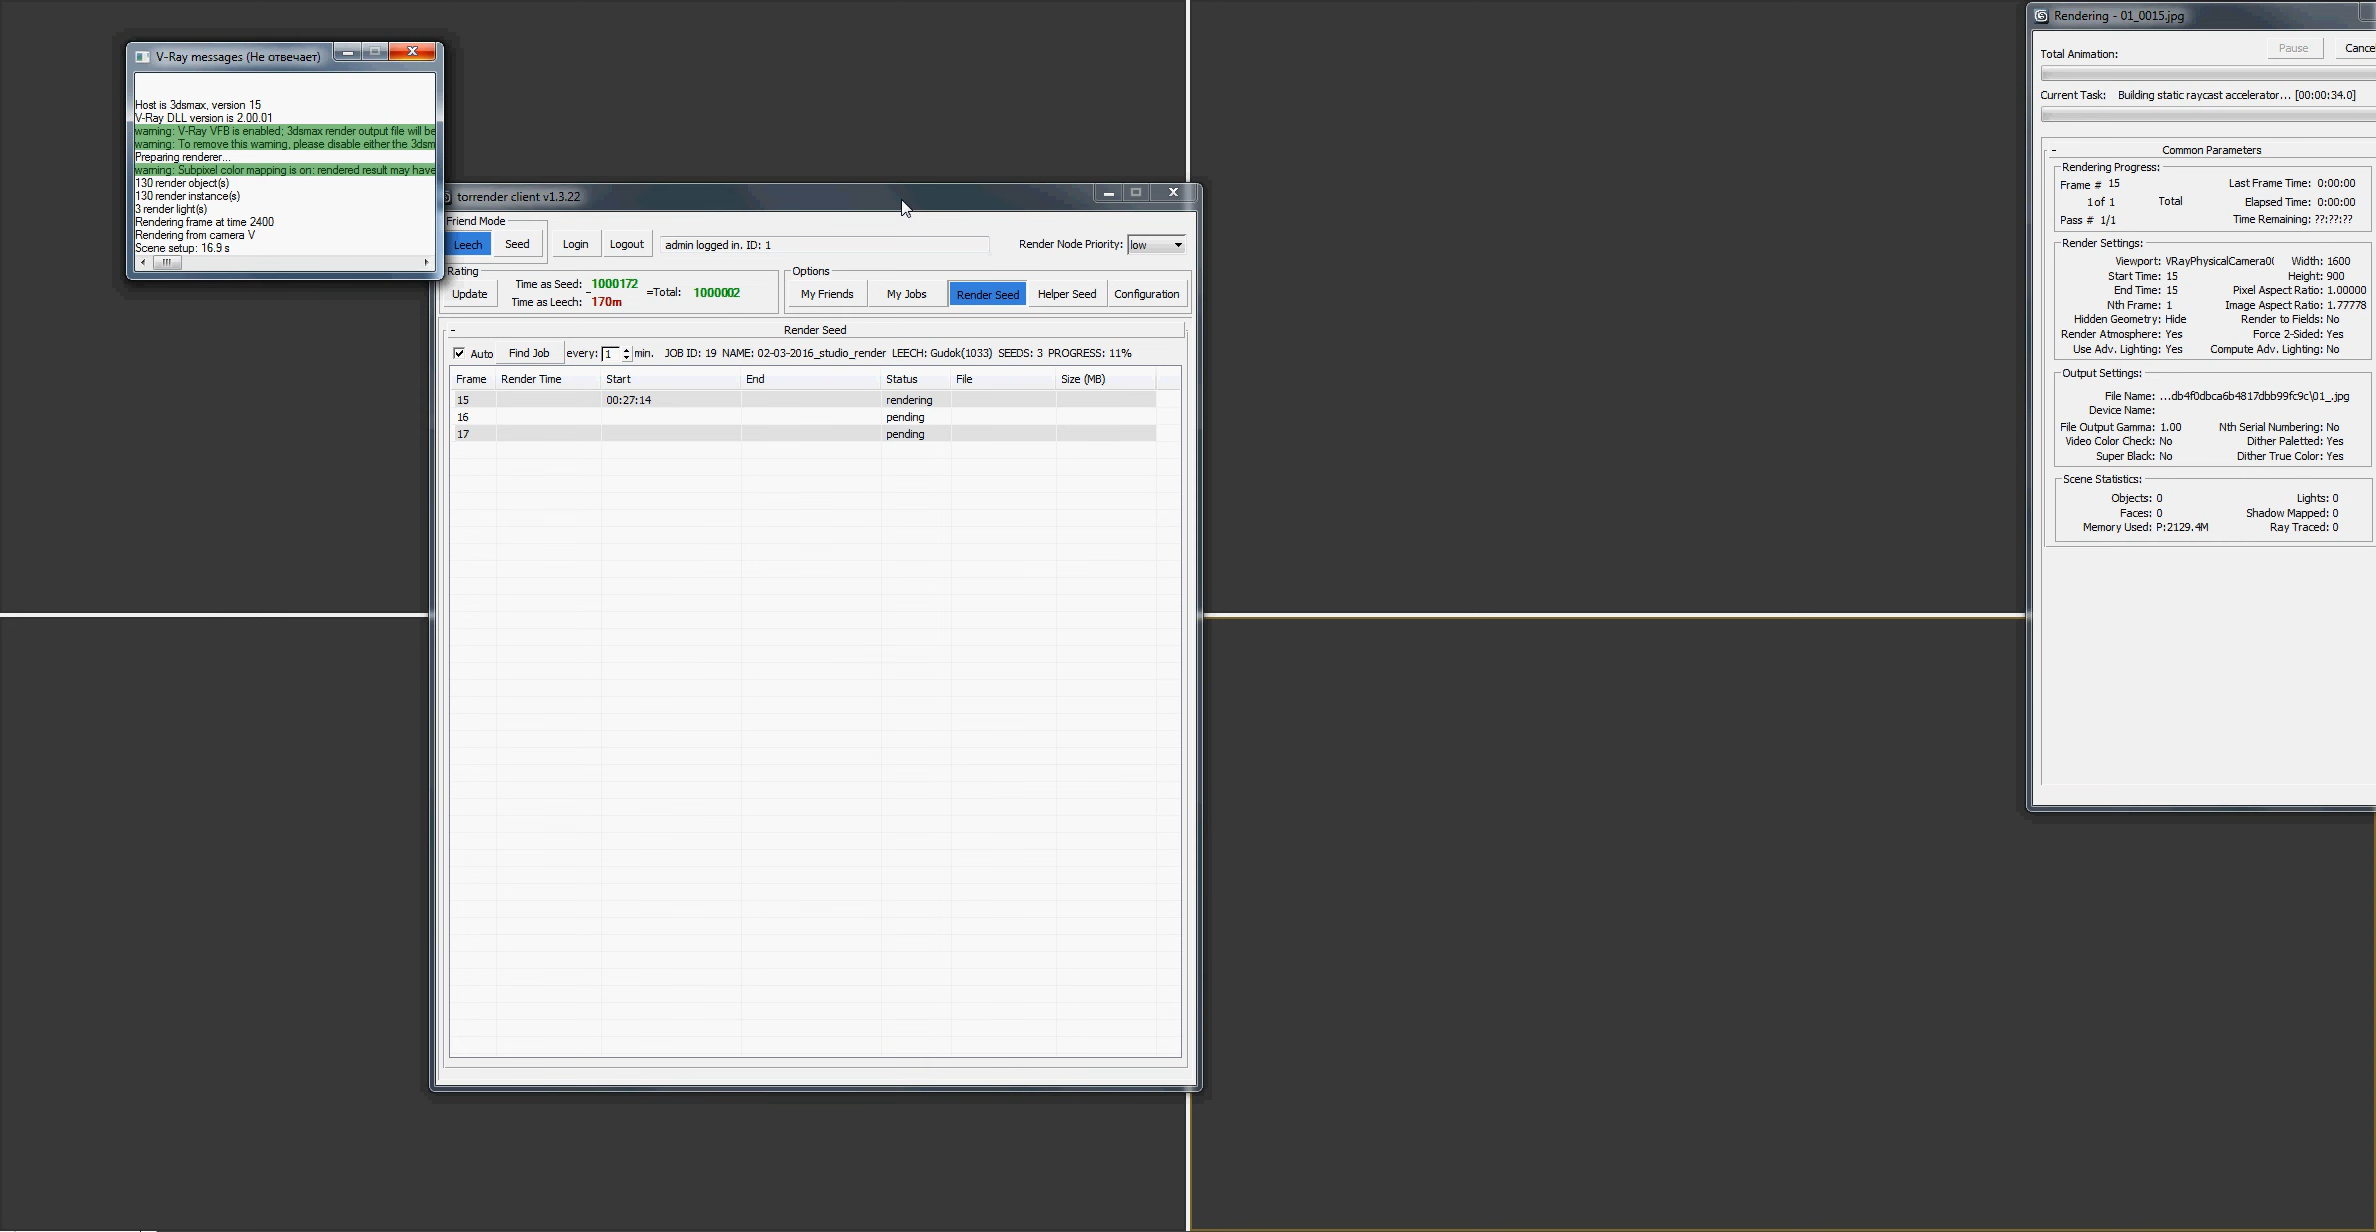 V-Ray messages (Не отвечает)
Host is 3dsmax, version 15
V-Ray DLL version is 2.00.01
warning: V-Ray VFB is enabled; 3dsmax render output file will be
warning: To remove this warning, please disable either the 3dsm
Preparing renderer...
warning: Subpixel color mapping is on: rendered result may have
130 render object(s)
130 render instance(s)
3 render light(s)
Rendering frame at time 2400
Rendering from camera V
Scene setup: 16.9 s
torrender client v1.3.22
Friend Mode
Leech Seed Login Logout admin logged in. ID: 1 Render Node Priority: low
Rating Options
Update Time as Seed: 1000172 =Total: 1000002 My Friends My Jobs Render Seed Helper Seed Configuration
Time as Leech: 170m
- Render Seed
Auto Find Job every: 1 min. JOB ID: 19 NAME: 02-03-2016_studio_render LEECH: Gudok(1033) SEEDS: 3 PROGRESS: 11%
Frame Render Time Start End Status File Size (MB)
15 00:27:14 rendering
16 pending
17 pending
Rendering - 01_0015.jpg
Pause Cance
Total Animation:
Current Task: Building static raycast accelerator... [00:00:34.0]
- Common Parameters
Rendering Progress:
Frame # 15 Last Frame Time: 0:00:00
1 of 1 Total Elapsed Time: 0:00:00
Pass # 1/1 Time Remaining: ??:??:??
Render Settings:
Viewport: VRayPhysicalCamera0( Width: 1600
Start Time: 15 Height: 900
End Time: 15 Pixel Aspect Ratio: 1.00000
Nth Frame: 1 Image Aspect Ratio: 1.77778
Hidden Geometry: Hide Render to Fields: No
Render Atmosphere: Yes Force 2-Sided: Yes
Use Adv. Lighting: Yes Compute Adv. Lighting: No
Output Settings:
File Name: ...db4f0dbca6b4817dbb99fc9c\01_.jpg
Device Name:
File Output Gamma: 1.00 Nth Serial Numbering: No
Video Color Check: No Dither Paletted: Yes
Super Black: No Dither True Color: Yes
Scene Statistics:
Objects: 0 Lights: 0
Faces: 0 Shadow Mapped: 0
Memory Used: P:2129.4M Ray Traced: 0